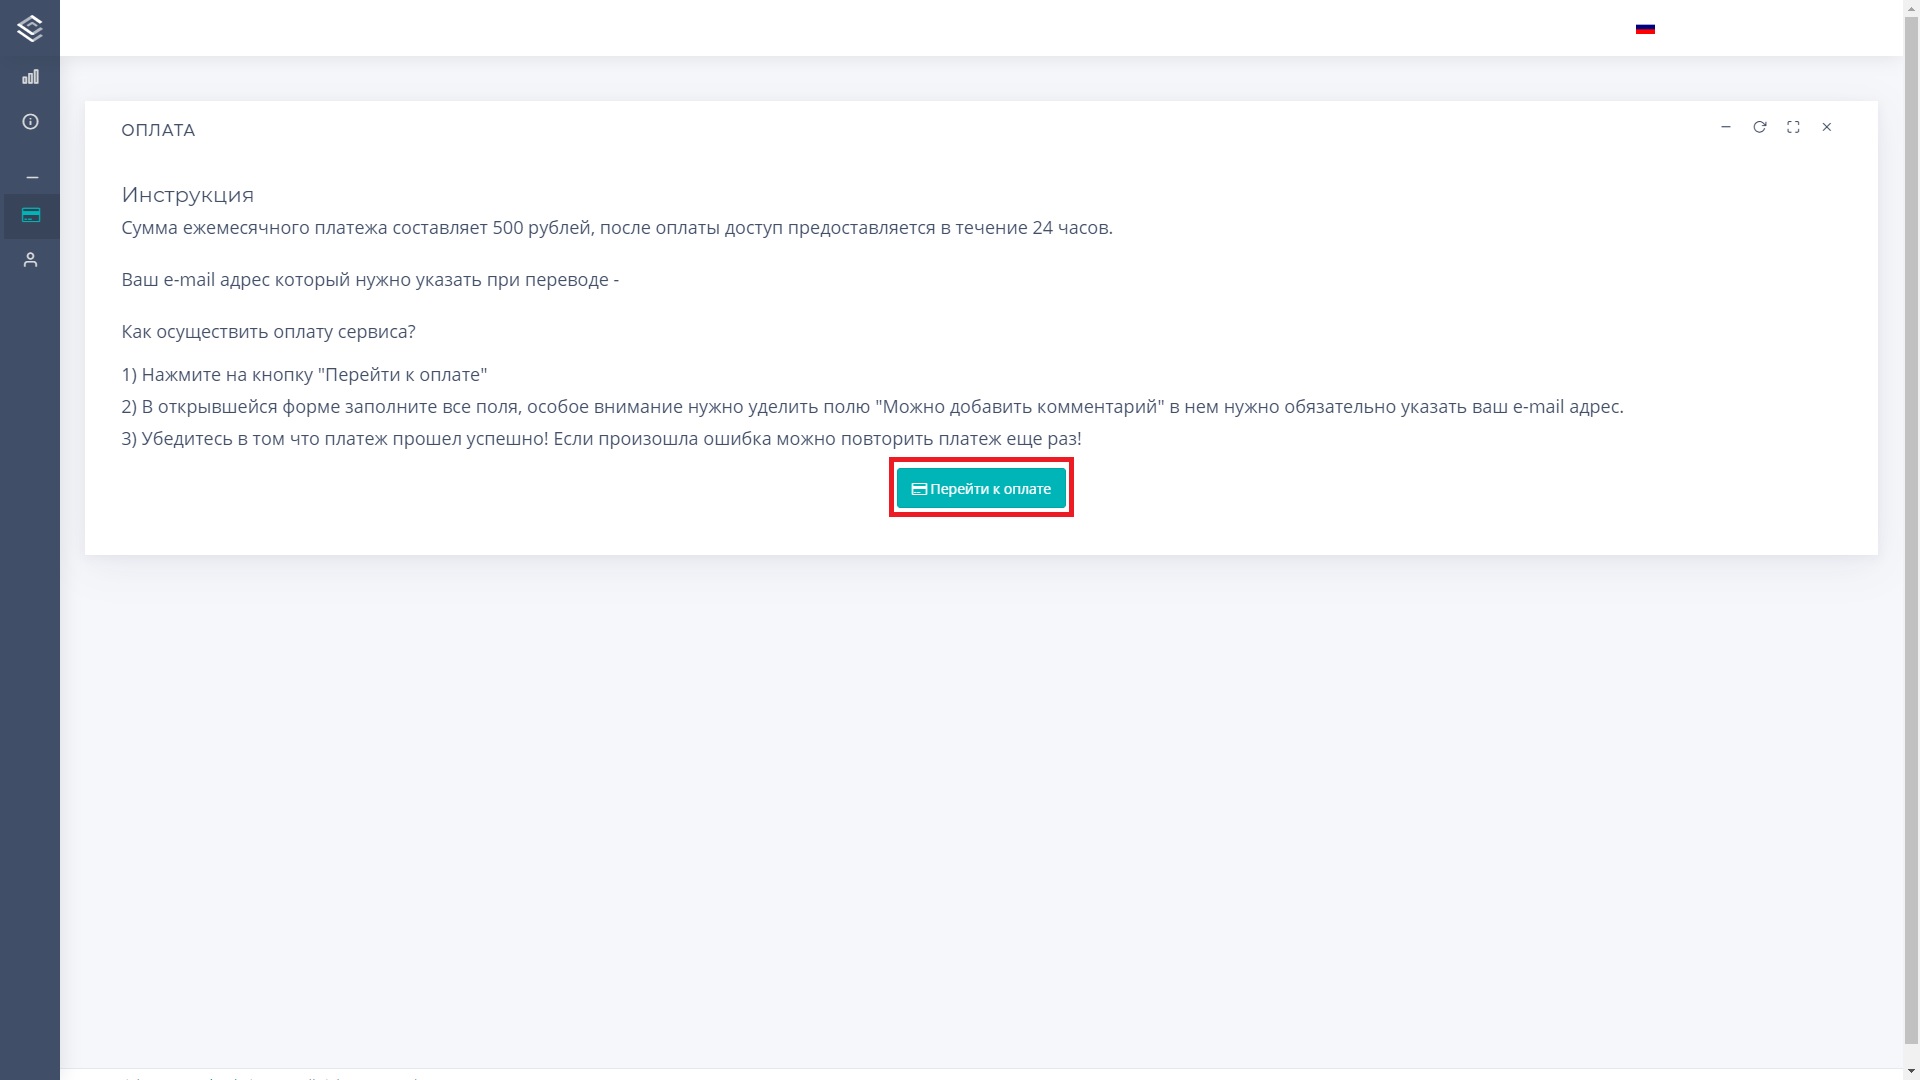 ОПЛАТА
Инструкция
Сумма ежемесячного платежа составляет 500 рублей, после оплаты доступ предоставляется в течение 24 часов.
Ваш e-mail адрес который нужно указать при переводе -
Как осуществить оплату сервиса?
1) Нажмите на кнопку "Перейти к оплате"
2) В открывшейся форме заполните все поля, особое внимание нужно уделить полю "Можно добавить комментарий" в нем нужно обязательно указать ваш e-mail адрес.
3) Убедитесь в том что платеж прошел успешно! Если произошла ошибка можно повторить платеж еще раз!
Перейти к оплате